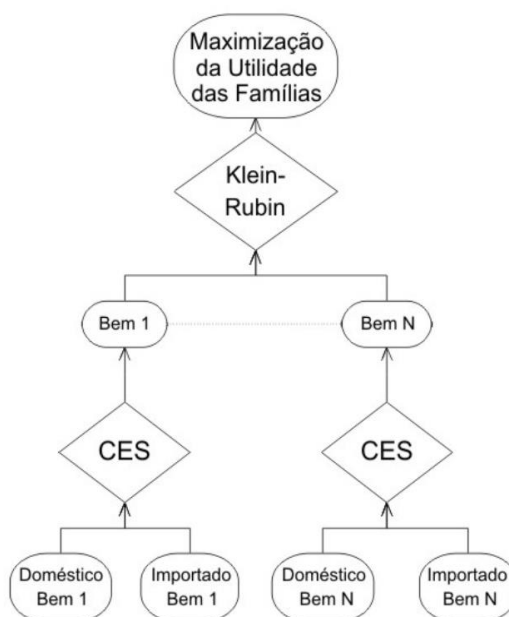 Maximização
da Utilidade
das Famílias
Klein-
Rubin
Bem 1
Bem N
CES
CES
Doméstico
Bem 1
Importado
Bem 1
Doméstico
Bem N
Importado
Bem N